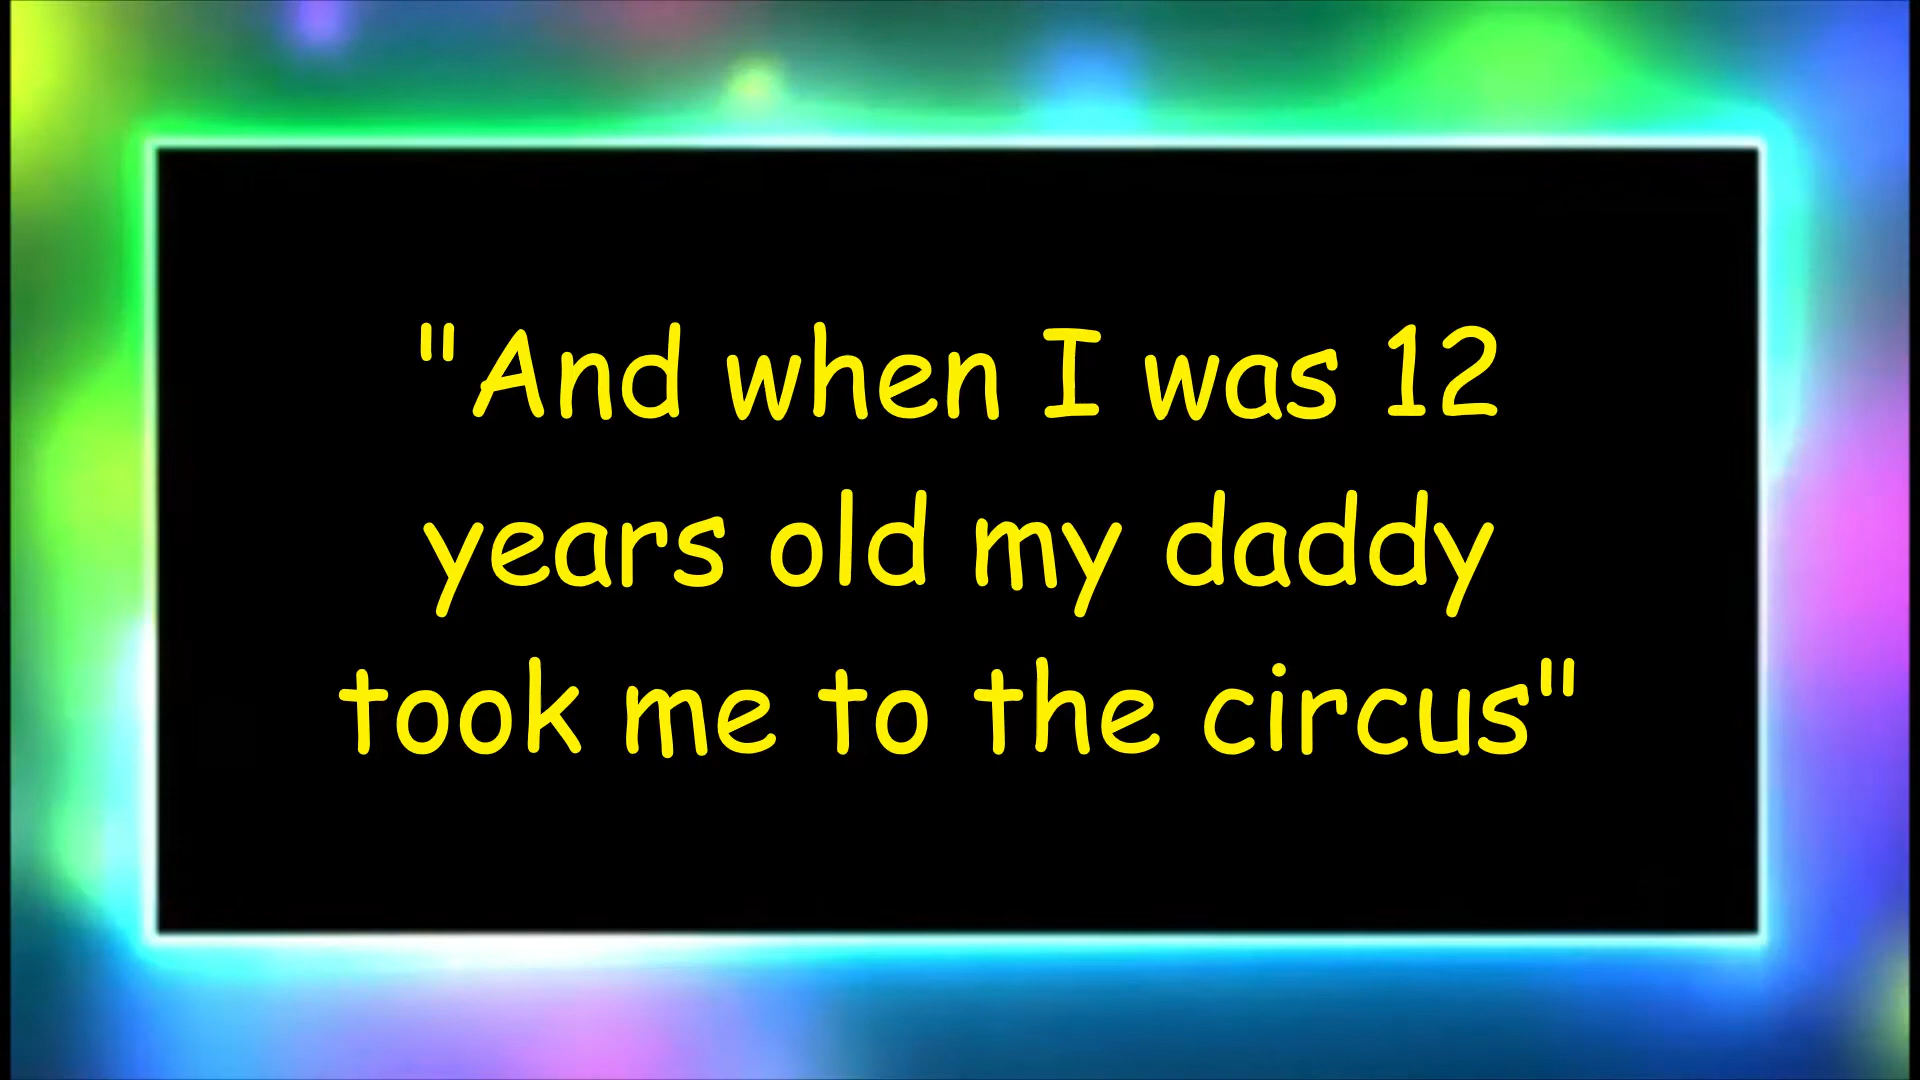 "And when I was 12
years old my daddy
took me to the circus"